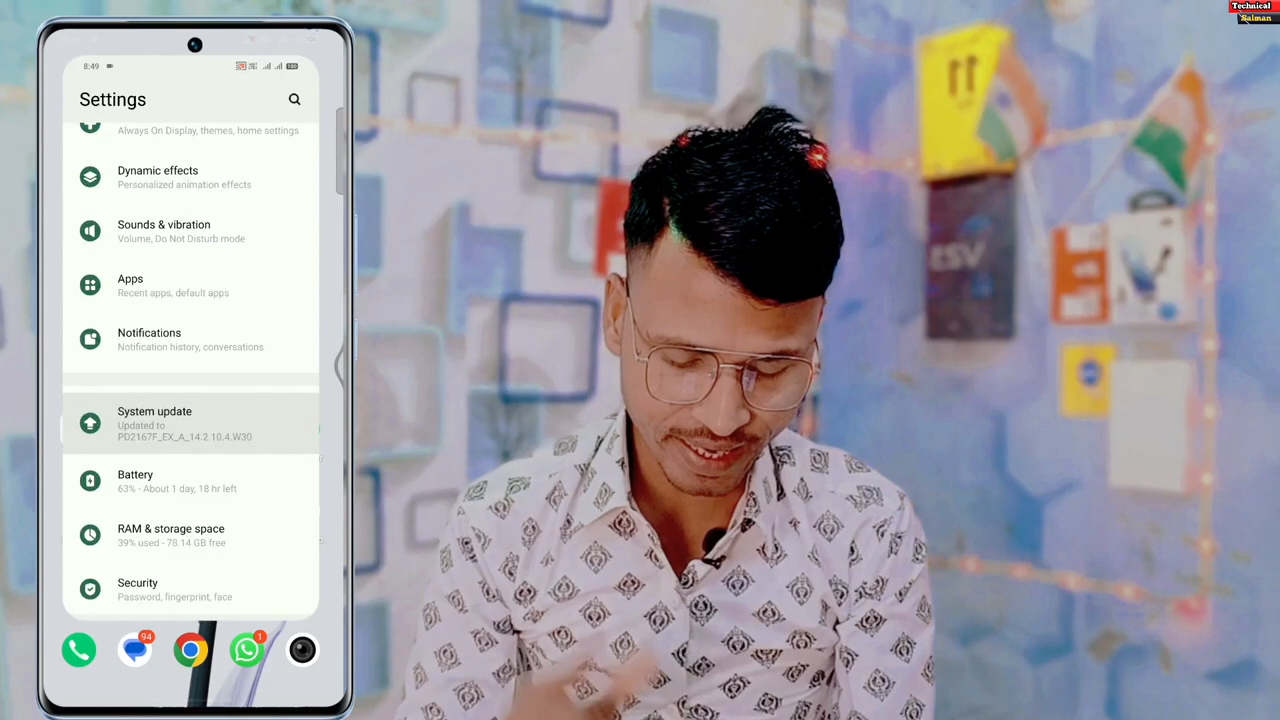 Technical
Salman
8:49
Settings
Always On Display, themes, home settings
Dynamic effects
Personalized animation effects
Sounds & vibration
Volume, Do Not Disturb mode
Apps
Recent apps, default apps
Notifications
Notification history, conversations
System update
Updated to
PD2167F_EX_A_14.2.10.4.W30
Battery
63% - About 1 day, 18 hr left
RAM & storage space
39% used - 78.14 GB free
Security
Password, fingerprint, face
94
1